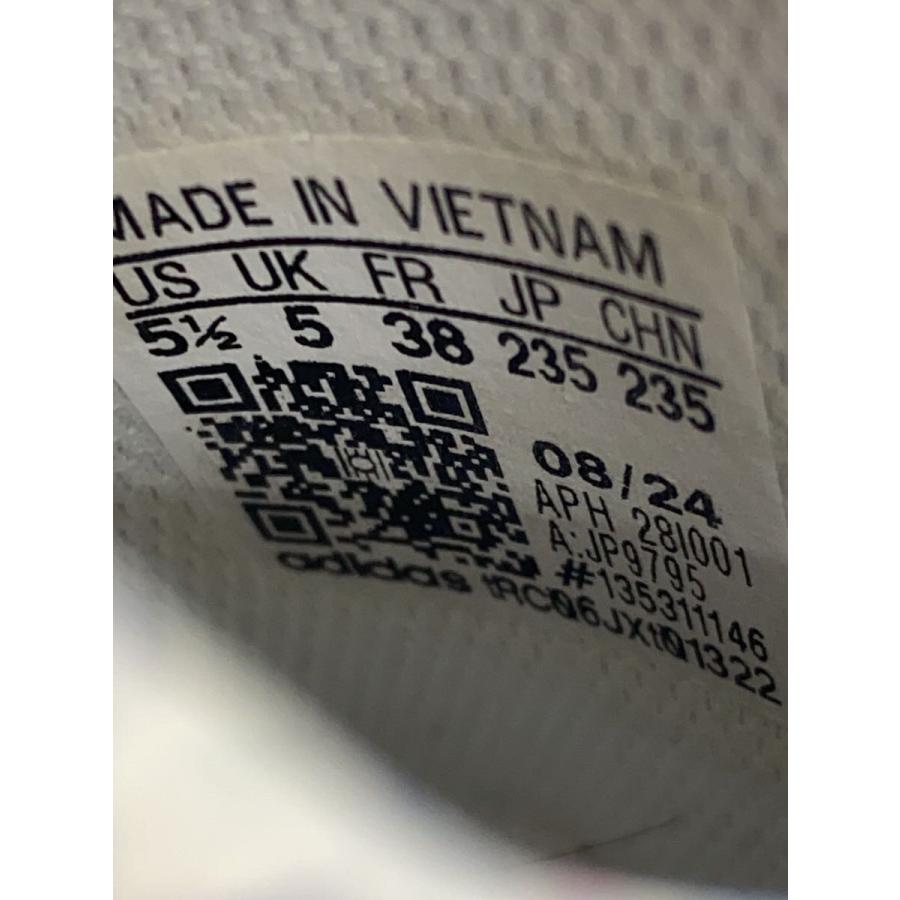 MADE IN VIETNAM
US UK FR JP CHN
5½ 5 38 235 235
08/24
APH 28I001
A:JP9795
#135311146
adidas tRCQ6JXtQ1322